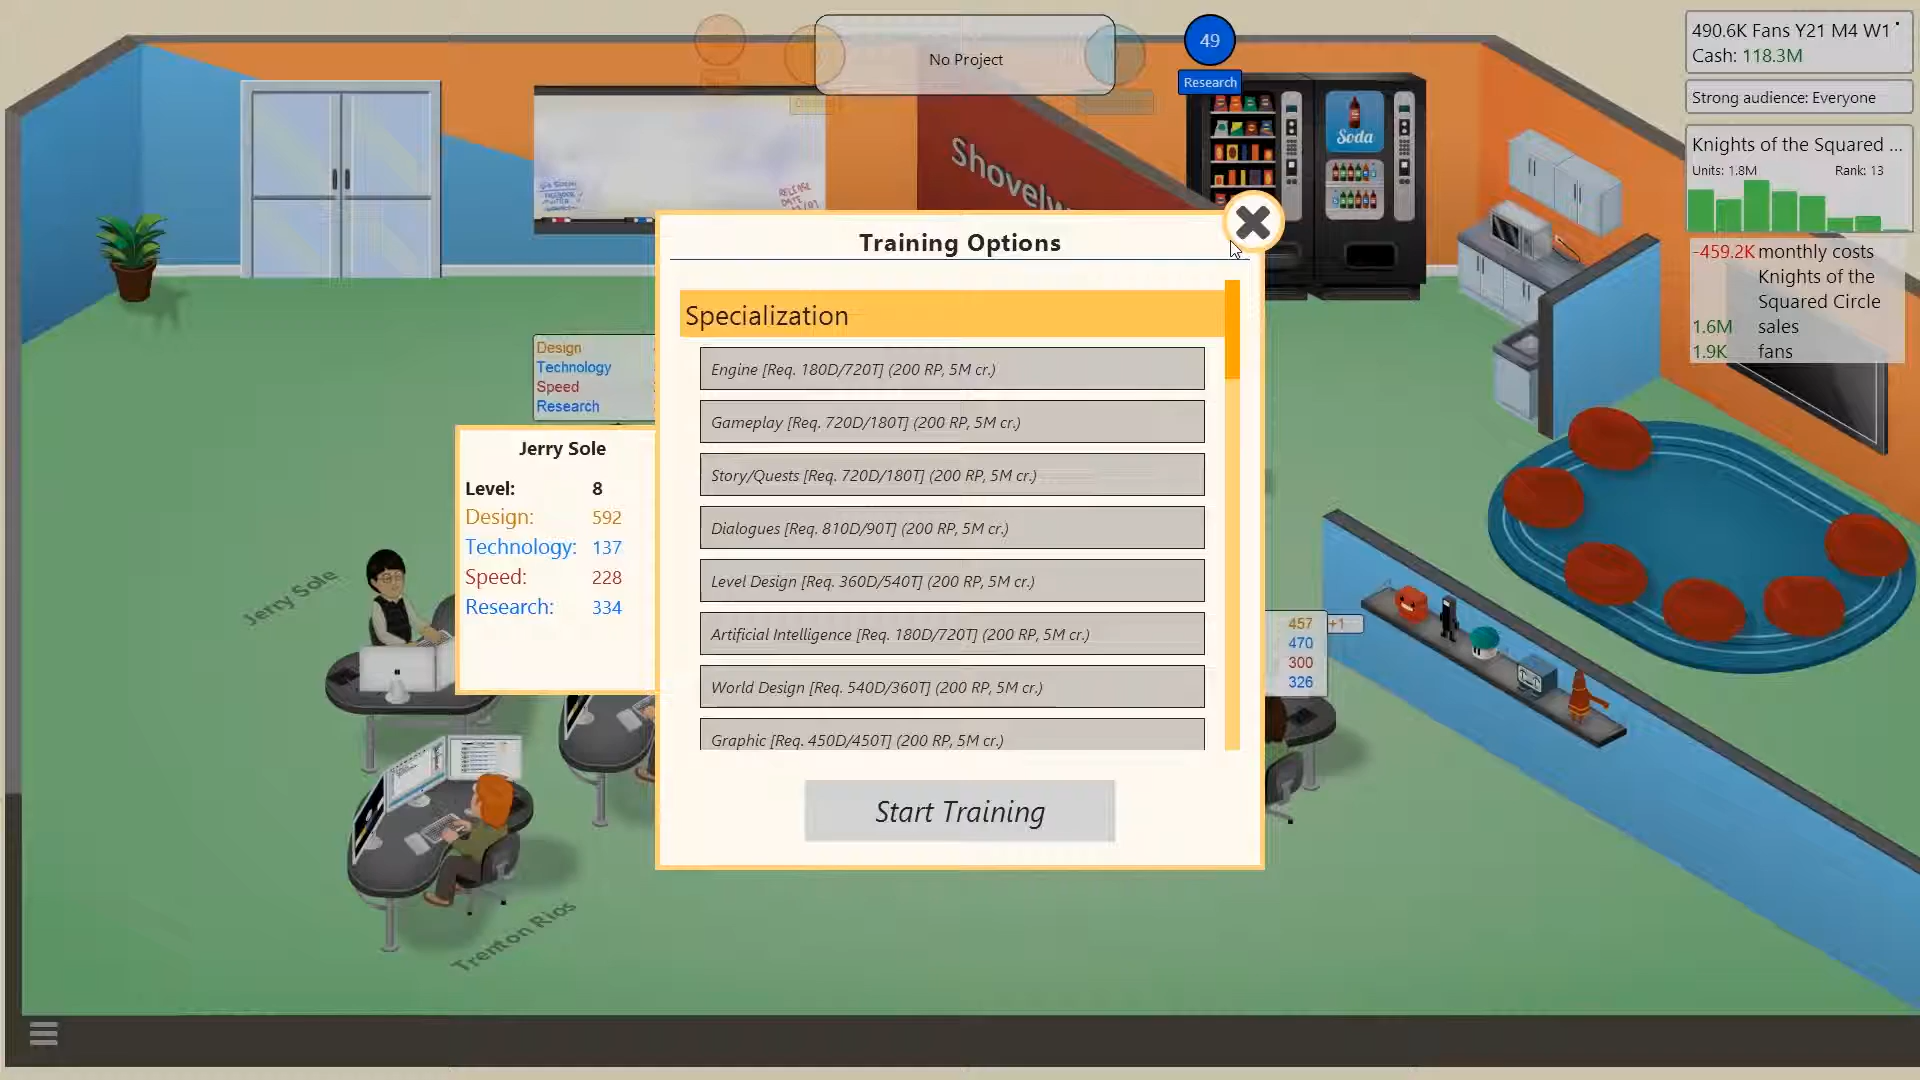 No Project
49
Research
490.6K Fans Y21 M4 W1
Cash: 118.3M
Strong audience: Everyone
Knights of the Squared ...
Units: 1.8M
Rank: 13
-459.2K monthly costs
Knights of the
Squared Circle
1.6M sales
1.9K fans
Soda
RELEASE
DATE
Training Options
Specialization
Engine [Req. 180D/720T] (200 RP, 5M cr.)
Gameplay [Req. 720D/180T] (200 RP, 5M cr.)
Story/Quests [Req. 720D/180T] (200 RP, 5M cr.)
Dialogues [Req. 810D/90T] (200 RP, 5M cr.)
Level Design [Req. 360D/540T] (200 RP, 5M cr.)
Artificial Intelligence [Req. 180D/720T] (200 RP, 5M cr.)
World Design [Req. 540D/360T] (200 RP, 5M cr.)
Graphic [Req. 450D/450T] (200 RP, 5M cr.)
Start Training
Design
Technology
Speed
Research
Jerry Sole
Level: 8
Design: 592
Technology: 137
Speed: 228
Research: 334
Jerry Sole
Trenton Rios
457 +1
470
300
326